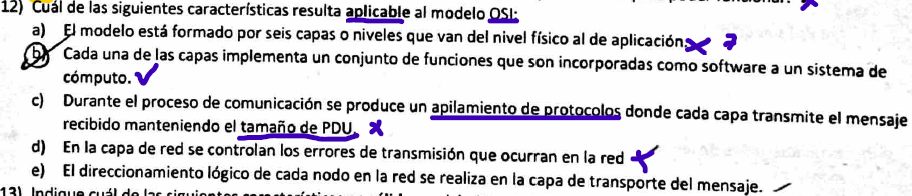 12) Cuál de las siguientes características resulta aplicable al modelo OSI:
a) El modelo está formado por seis capas o niveles que van del nivel físico al de aplicación. X 7
b) Cada una de las capas implementa un conjunto de funciones que son incorporadas como software a un sistema de
cómputo. ✓
c) Durante el proceso de comunicación se produce un apilamiento de protocolos donde cada capa transmite el mensaje
recibido manteniendo el tamaño de PDU. X
d) En la capa de red se controlan los errores de transmisión que ocurran en la red X
e) El direccionamiento lógico de cada nodo en la red se realiza en la capa de transporte del mensaje.
13) Indique cuál de las